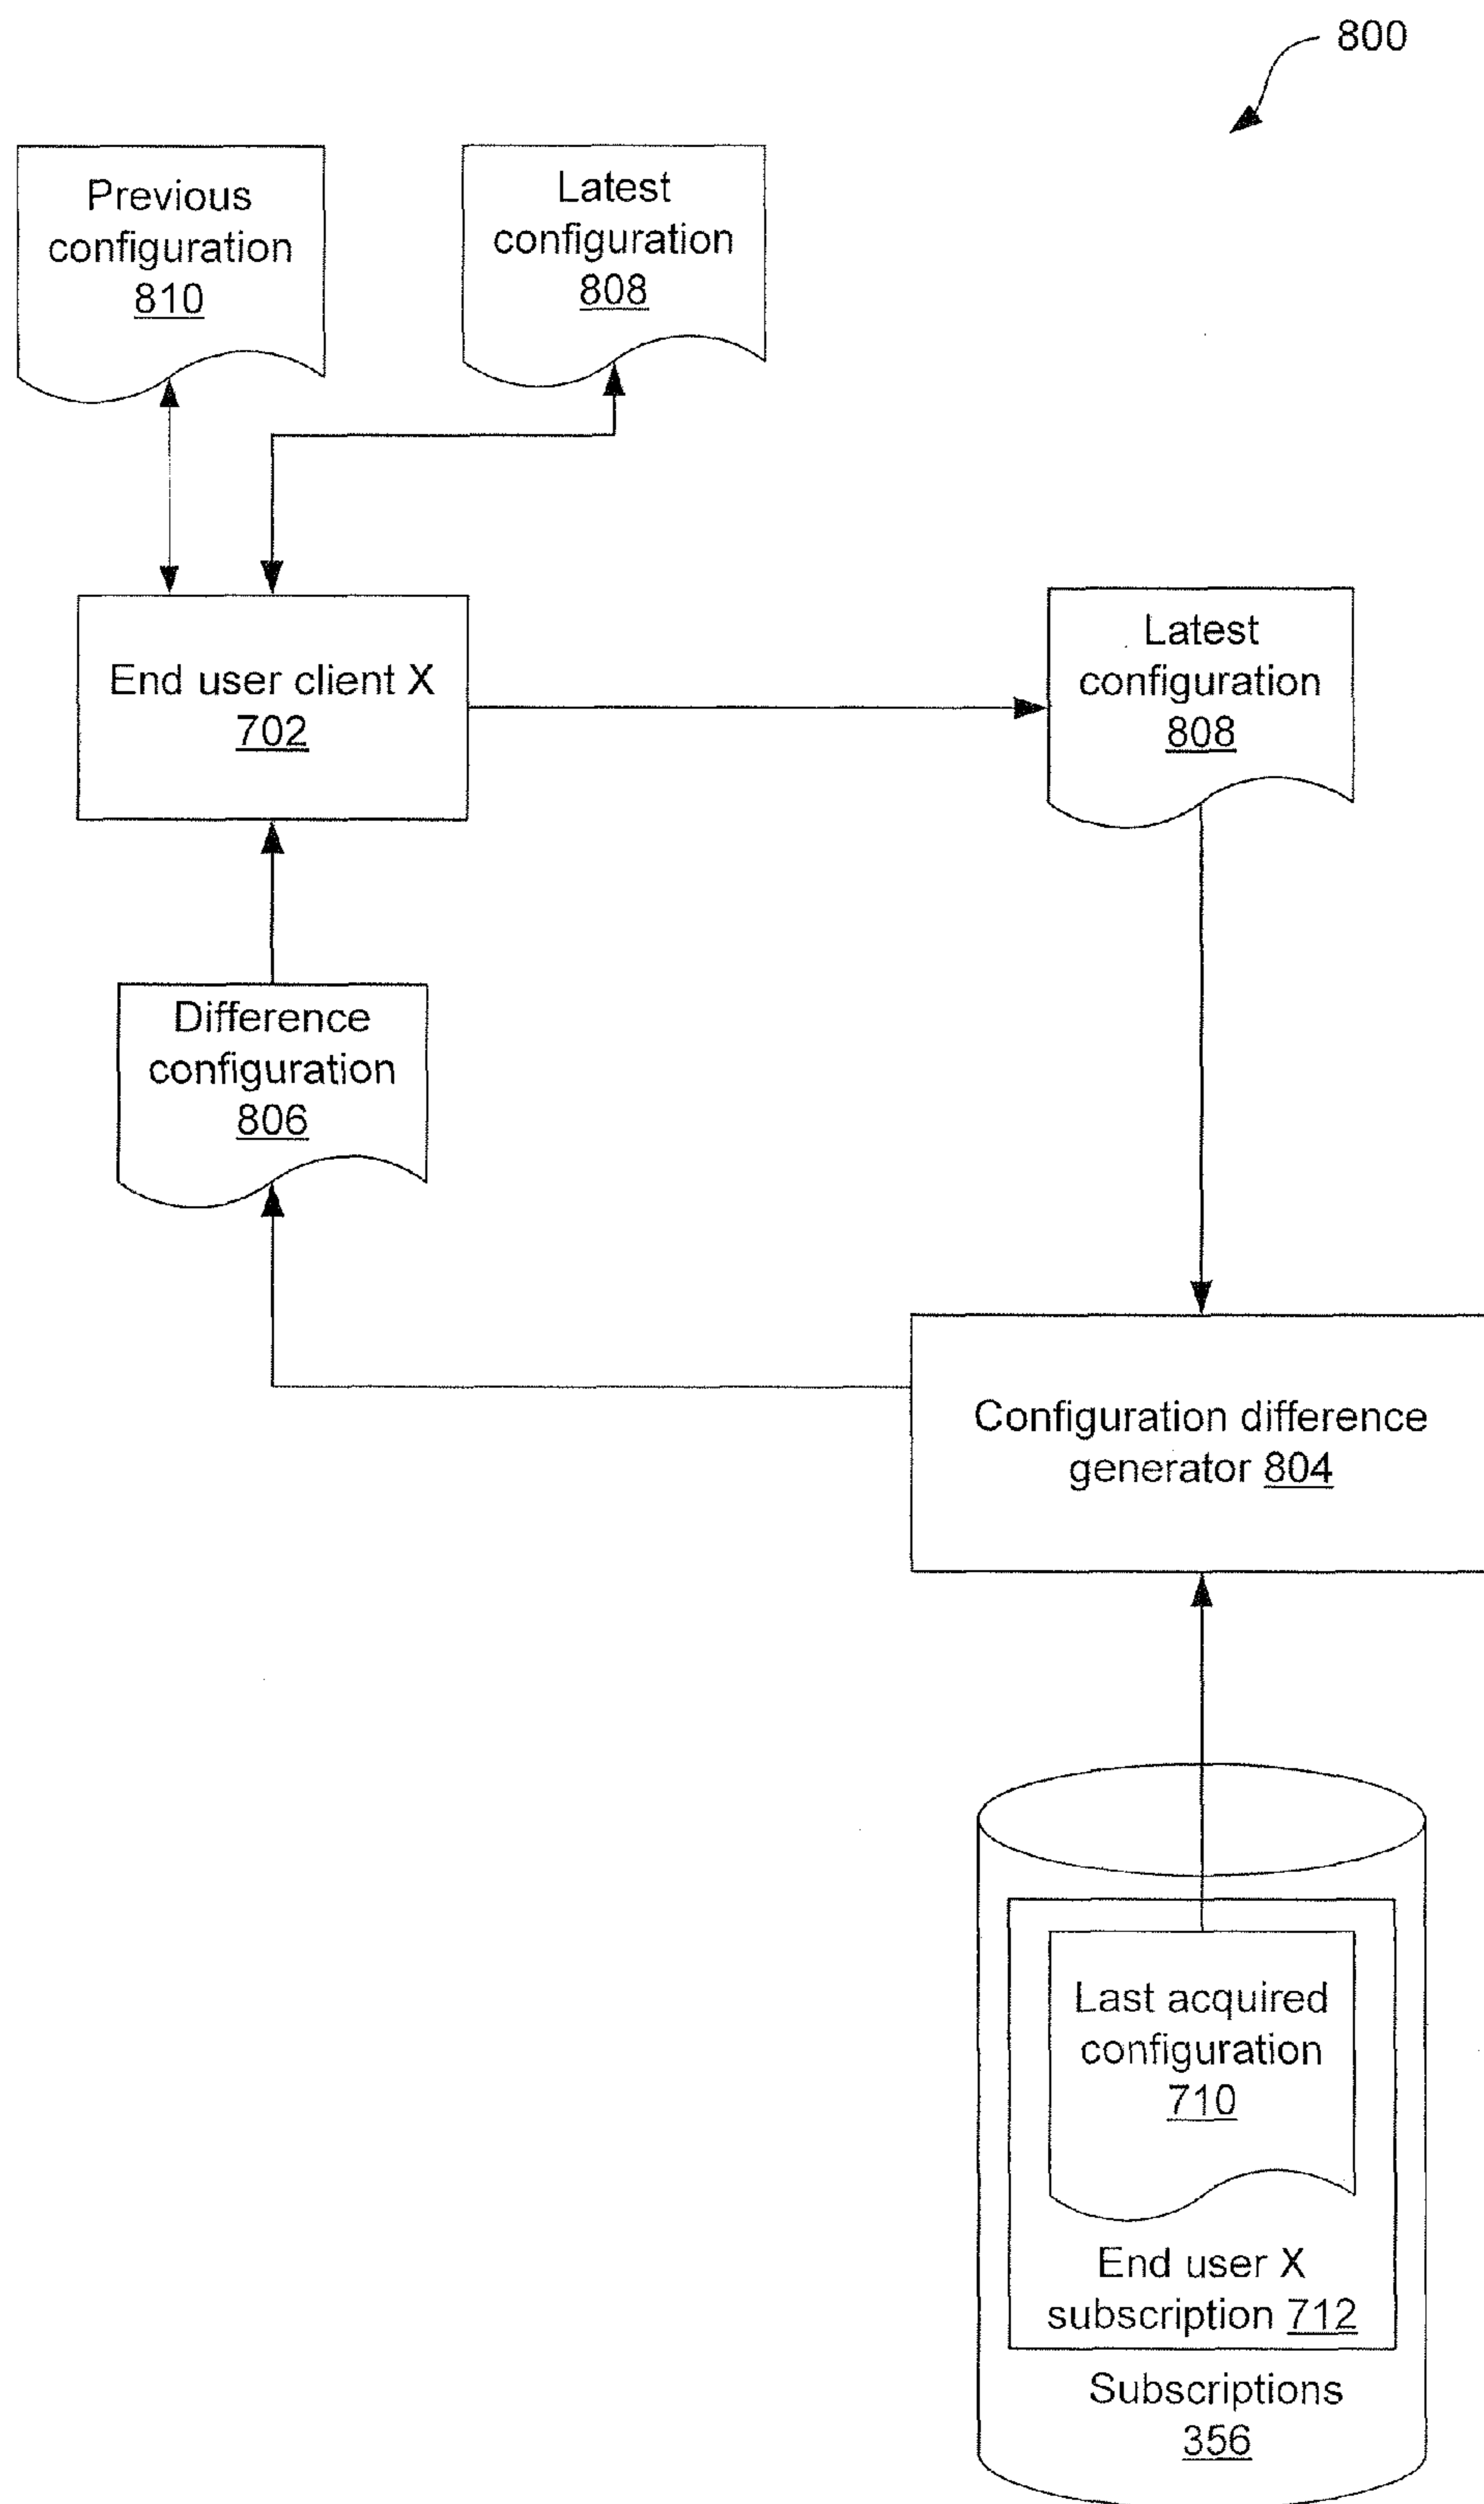 800
Previous
configuration
810
Latest
configuration
808
End user client X
702
Latest
configuration
808
Difference
configuration
806
Configuration difference
generator 804
Last acquired
configuration
710
End user X
subscription 712
Subscriptions
356